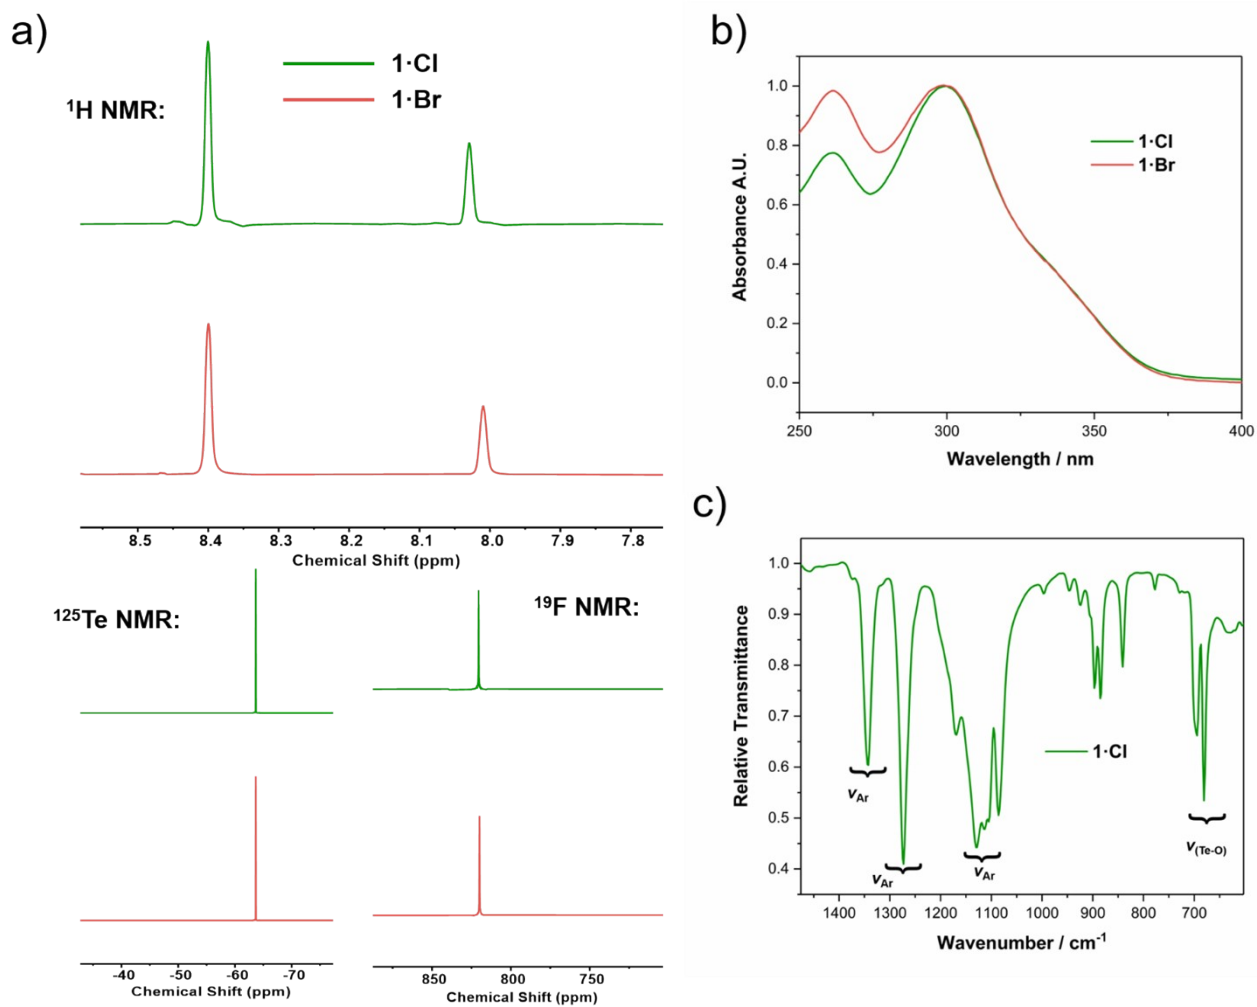 a)
1·Cl
1·Br
¹H NMR:
8.5 8.4 8.3 8.2 8.1 8.0 7.9 7.8
Chemical Shift (ppm)
¹²⁵Te NMR:
¹⁹F NMR:
-40 -50 -60 -70
Chemical Shift (ppm)
850 800 750
Chemical Shift (ppm)
b)
1.0
0.8
0.6
0.4
0.2
0.0
Absorbance A.U.
1·Cl
1·Br
250 300 350 400
Wavelength / nm
c)
1.0
0.9
0.8
0.7
0.6
0.5
0.4
Relative Transmittance
1·Cl
νAr
νAr
νAr
ν(Te-O)
1400 1300 1200 1100 1000 900 800 700
Wavenumber / cm⁻¹